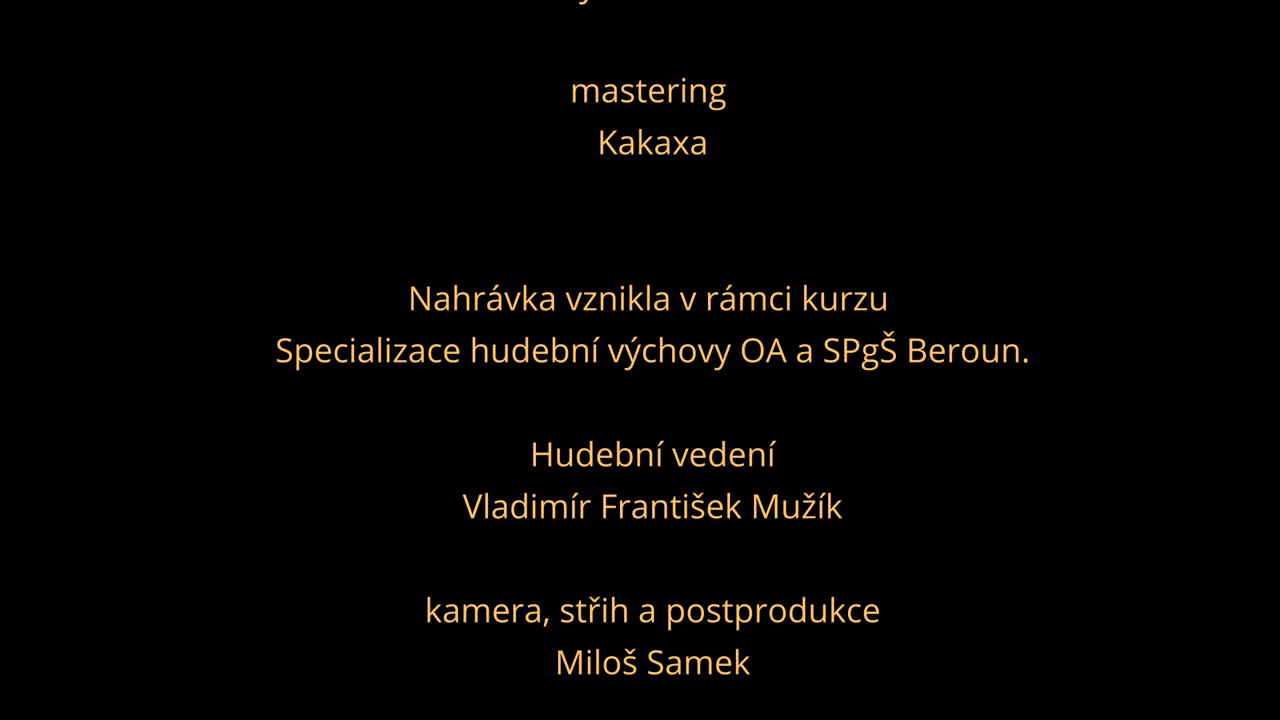 mastering
Kakaxa
Nahrávka vznikla v rámci kurzu
Specializace hudební výchovy OA a SPgŠ Beroun.
Hudební vedení
Vladimír František Mužík
kamera, střih a postprodukce
Miloš Samek